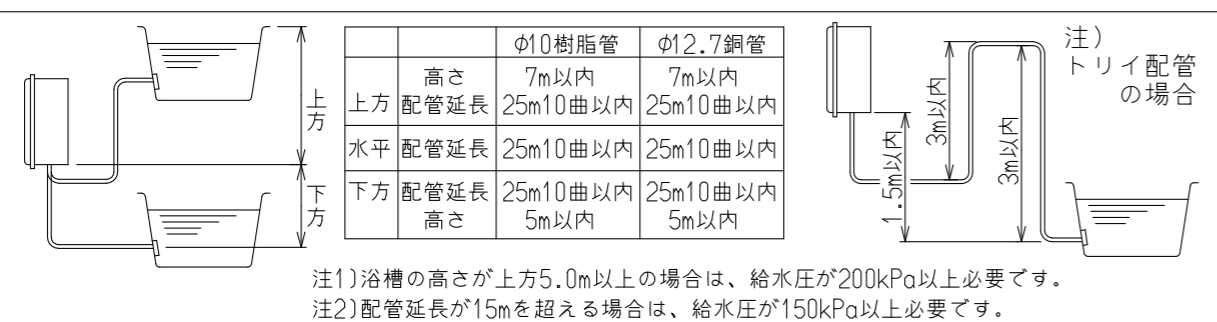 上方
下方
φ10樹脂管 φ12.7銅管
上方 高さ 7m以内 7m以内
配管延長 25m10曲以内 25m10曲以内
水平 配管延長 25m10曲以内 25m10曲以内
下方 配管延長 25m10曲以内 25m10曲以内
高さ 5m以内 5m以内
注)
トリイ配管
の場合
3m以内
3m以内
1.5m以内
注1)浴槽の高さが上方5.0m以上の場合は、給水圧が200kPa以上必要です。
注2)配管延長が15mを超える場合は、給水圧が150kPa以上必要です。